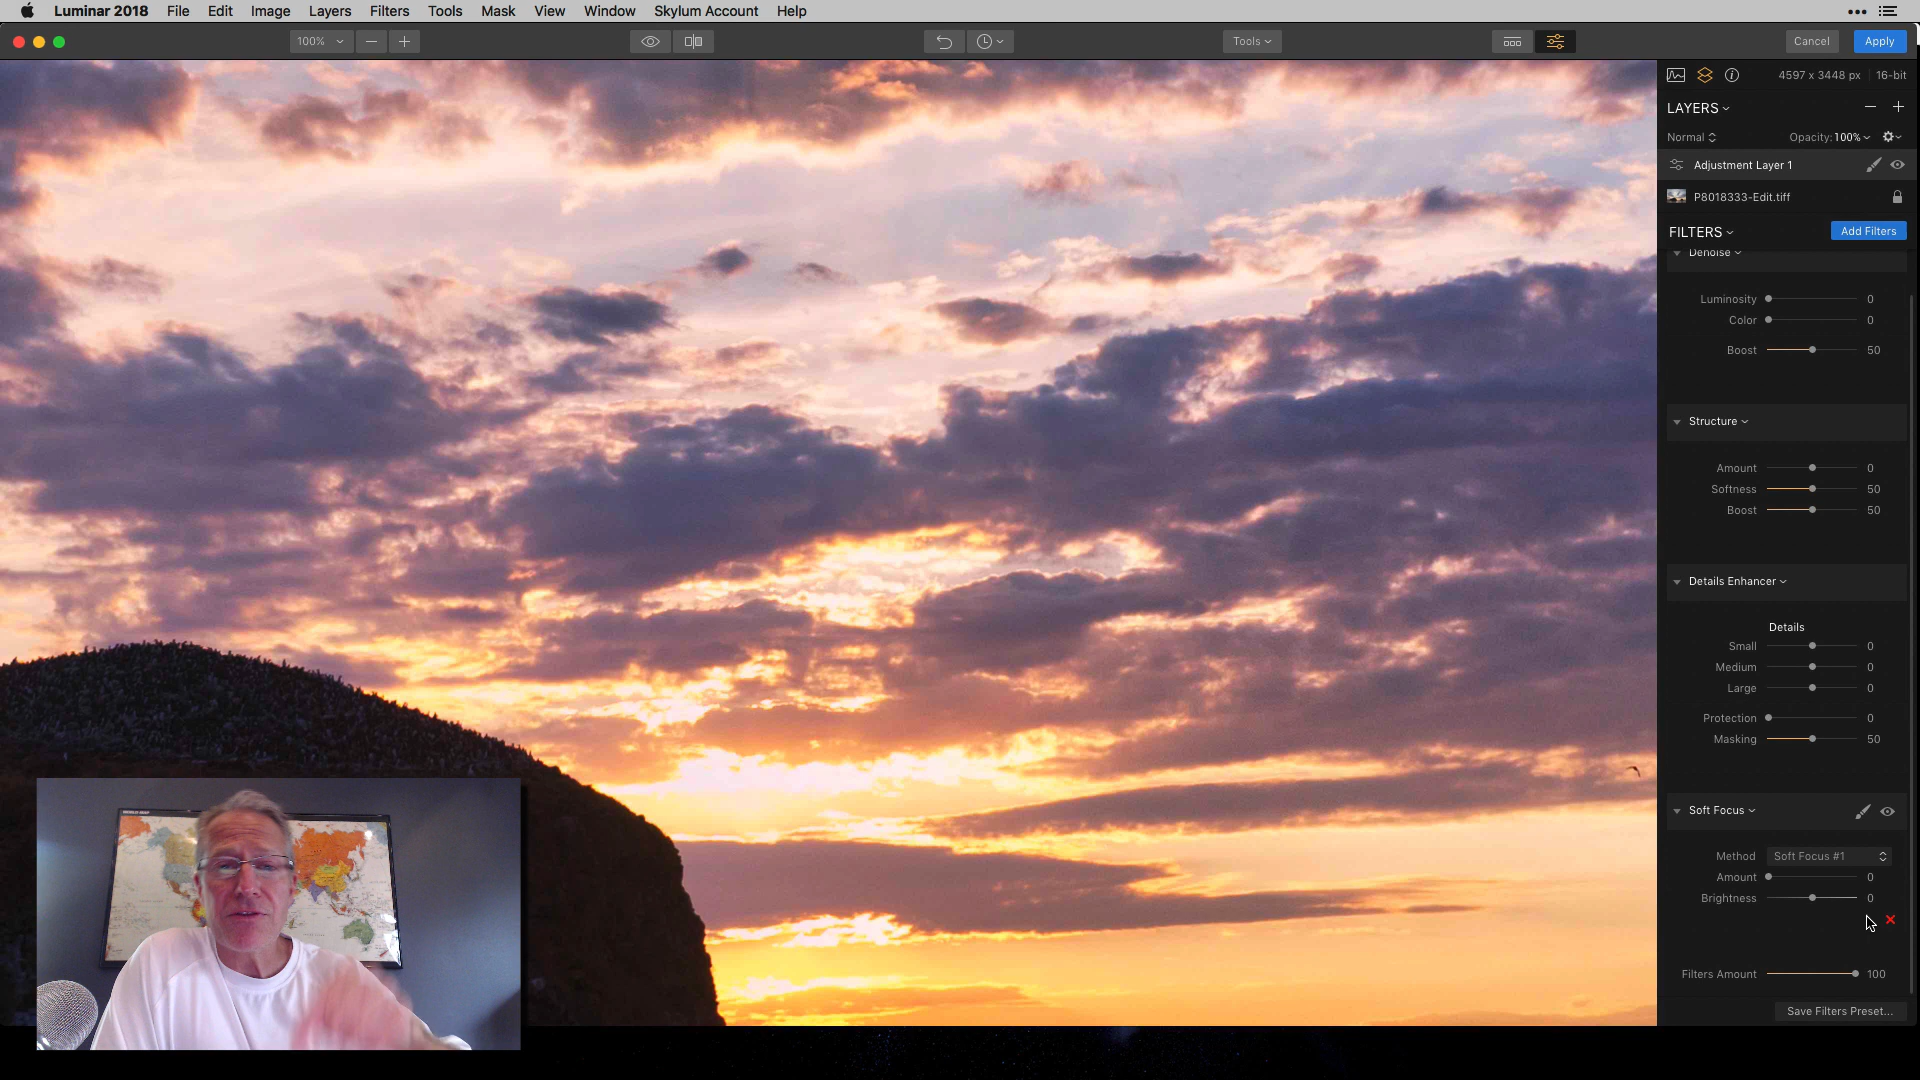 Luminar 2018 File Edit Image Layers Filters Tools Mask View Window Skylum Account Help
100% Tools Cancel Apply
4597 x 3448 px 16-bit
LAYERS
Normal Opacity: 100%
Adjustment Layer 1
P8018333-Edit.tiff
FILTERS Add Filters
Denoise
Luminosity 0
Color 0
Boost 50
Structure
Amount 0
Softness 50
Boost 50
Details Enhancer
Details
Small 0
Medium 0
Large 0
Protection 0
Masking 50
Soft Focus
Method Soft Focus #1
Amount 0
Brightness 0
Filters Amount 100
Save Filters Preset...